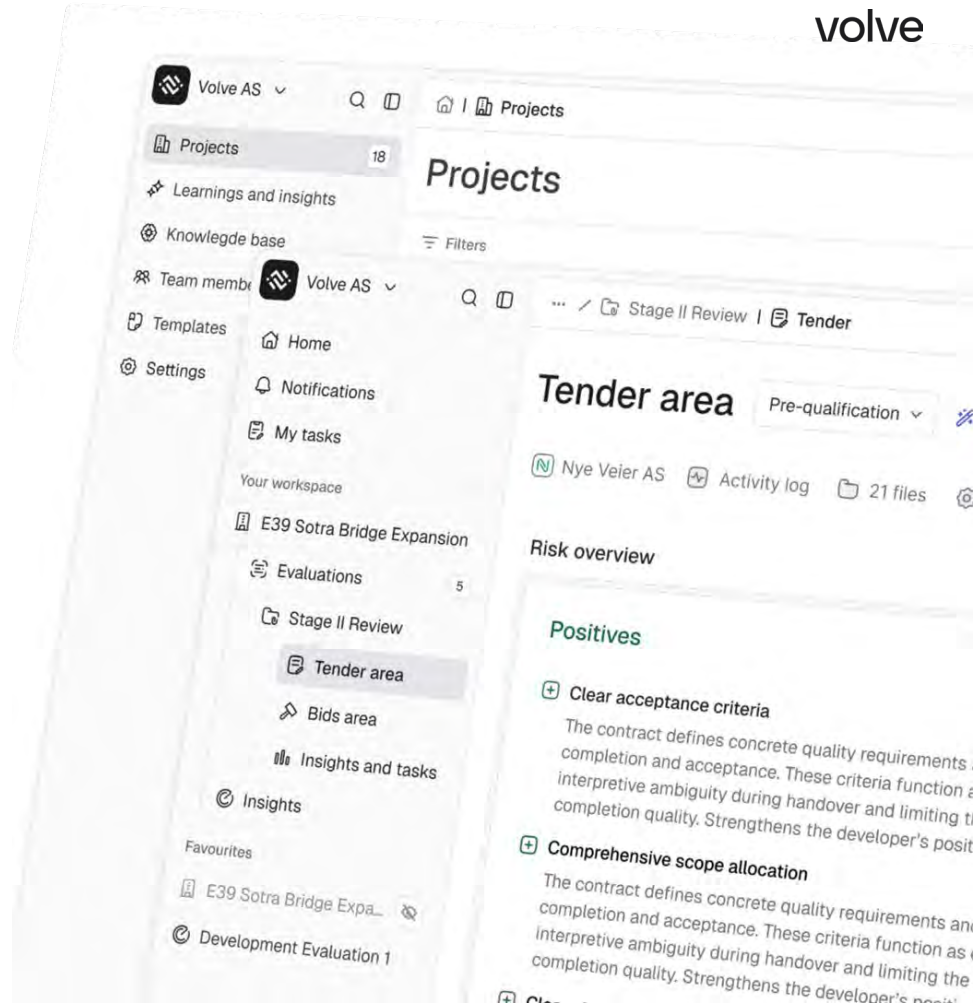 volve
Volve AS
Projects
18
Learnings and insights
Knowlegde base
Team membe
Templates
Settings
Projects
Projects
Filters
Volve AS
Home
Notifications
My tasks
Your workspace
E39 Sotra Bridge Expansion
Evaluations
5
Stage II Review
Tender area
Bids area
Insights and tasks
Insights
Favourites
E39 Sotra Bridge Expa...
Development Evaluation 1
... / Stage II Review | Tender
Tender area
Pre-qualification
Nye Veier AS
Activity log
21 files
Risk overview
Positives
Clear acceptance criteria
The contract defines concrete quality requirements
completion and acceptance. These criteria function
interpretive ambiguity during handover and limiting
completion quality. Strengthens the developer's posit
Comprehensive scope allocation
The contract defines concrete quality requirements and
completion and acceptance. These criteria function as
interpretive ambiguity during handover and limiting the
completion quality. Strengthens the developer's